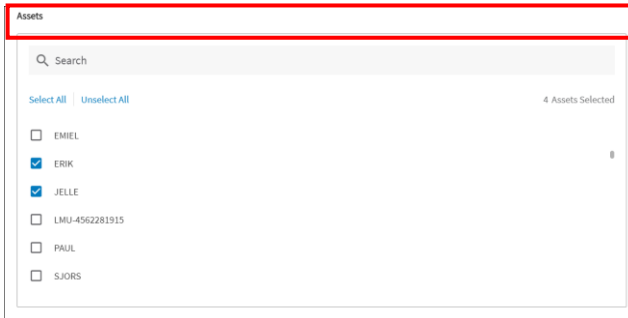 Assets
Search
Select All Unselect All 4 Assets Selected
EMIEL
ERIK
JELLE
LMU-4562281915
PAUL
SJORS